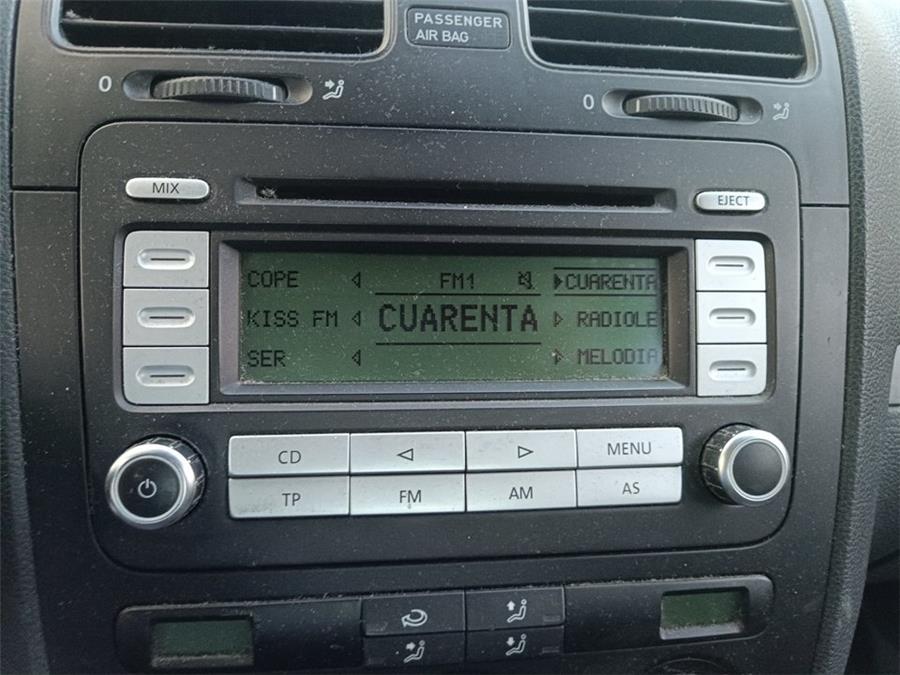 PASSENGER
AIR BAG
0
0
MIX
EJECT
COPE FM1 CUARENTA
KISS FM CUARENTA RADIOLE
SER MELODIA
CD MENU
TP FM AM AS